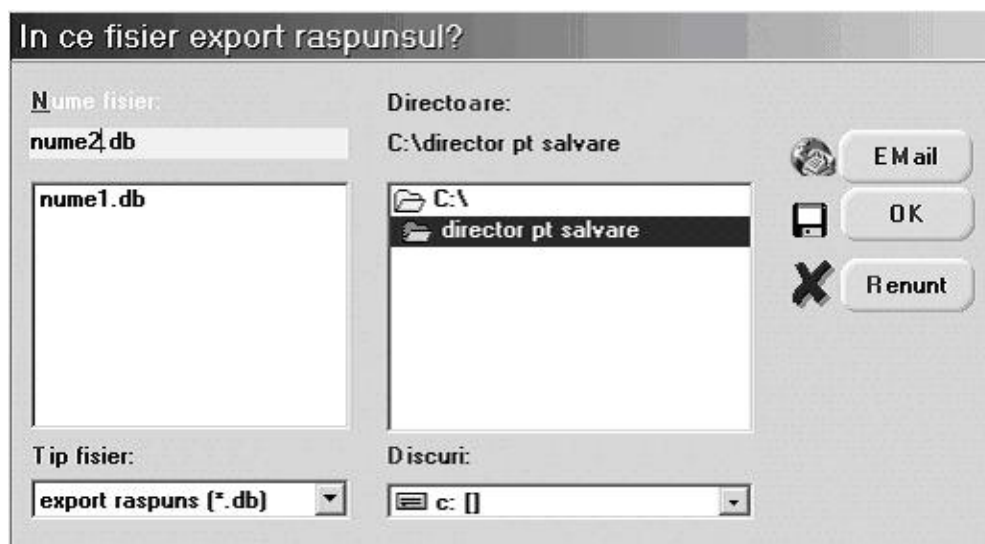 In ce fisier export raspunsul?
Nume fisier:
nume2.db
nume1.db
Tip fisier:
export raspuns (*.db)
Directoare:
C:\director pt salvare
C:\
director pt salvare
Discuri:
c: []
EMail
OK
Renunt